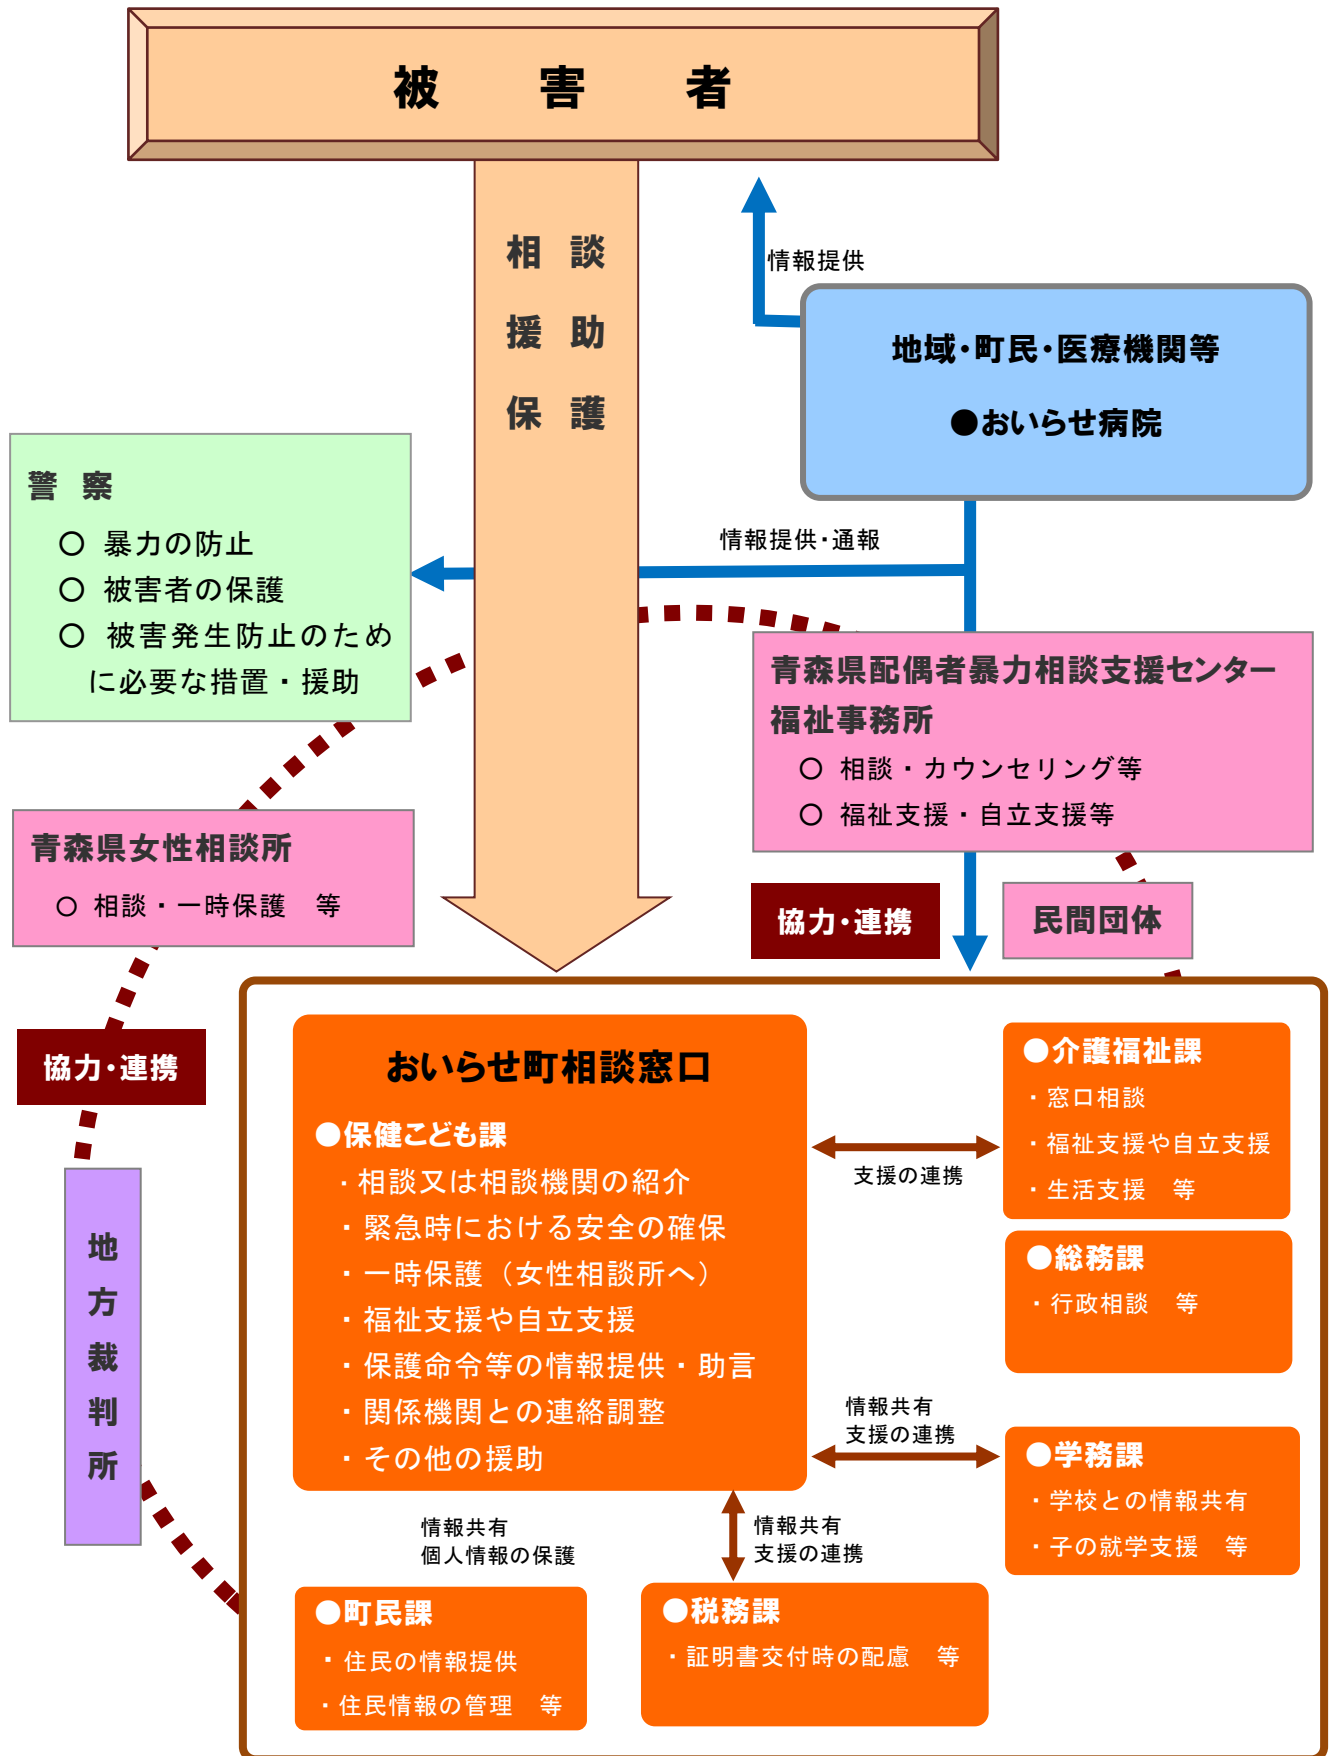 被　害　者
相 談
援 助
保 護
情報提供
地域・町民・医療機関等
●おいらせ病院
警 察
○ 暴力の防止
○ 被害者の保護
○ 被害発生防止のため
に必要な措置・援助
情報提供・通報
青森県配偶者暴力相談支援センター
福祉事務所
○ 相談・カウンセリング等
○ 福祉支援・自立支援等
青森県女性相談所
○ 相談・一時保護　等
協力・連携
民間団体
協力・連携
地方裁判所
おいらせ町相談窓口
●保健こども課
・相談又は相談機関の紹介
・緊急時における安全の確保
・一時保護（女性相談所へ）
・福祉支援や自立支援
・保護命令等の情報提供・助言
・関係機関との連絡調整
・その他の援助
支援の連携
●介護福祉課
・窓口相談
・福祉支援や自立支援
・生活支援　等
●総務課
・行政相談　等
情報共有
支援の連携
●学務課
・学校との情報共有
・子の就学支援　等
情報共有
個人情報の保護
情報共有
支援の連携
●町民課
・住民の情報提供
・住民情報の管理　等
●税務課
・証明書交付時の配慮　等